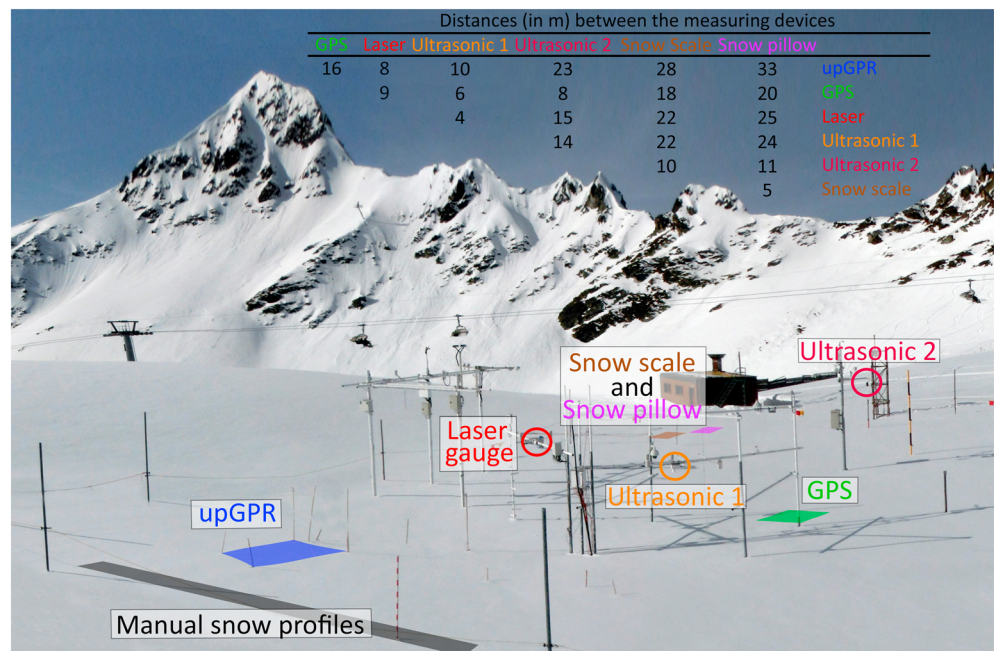 Distances (in m) between the measuring devices
GPS Laser Ultrasonic 1 Ultrasonic 2 Snow Scale Snow pillow
16 8 10 23 28 33 upGPR
9 6 8 18 20 GPS
4 15 22 25 Laser
14 22 24 Ultrasonic 1
10 11 Ultrasonic 2
5 Snow scale
Ultrasonic 2
Snow scale
and
Snow pillow
Laser
gauge
Ultrasonic 1
GPS
upGPR
Manual snow profiles